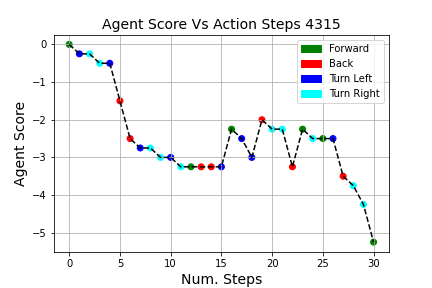 Agent Score Vs Action Steps 4315
Forward
Back
Turn Left
Turn Right
Agent Score
0
−1
−2
−3
−4
−5
0 5 10 15 20 25 30
Num. Steps